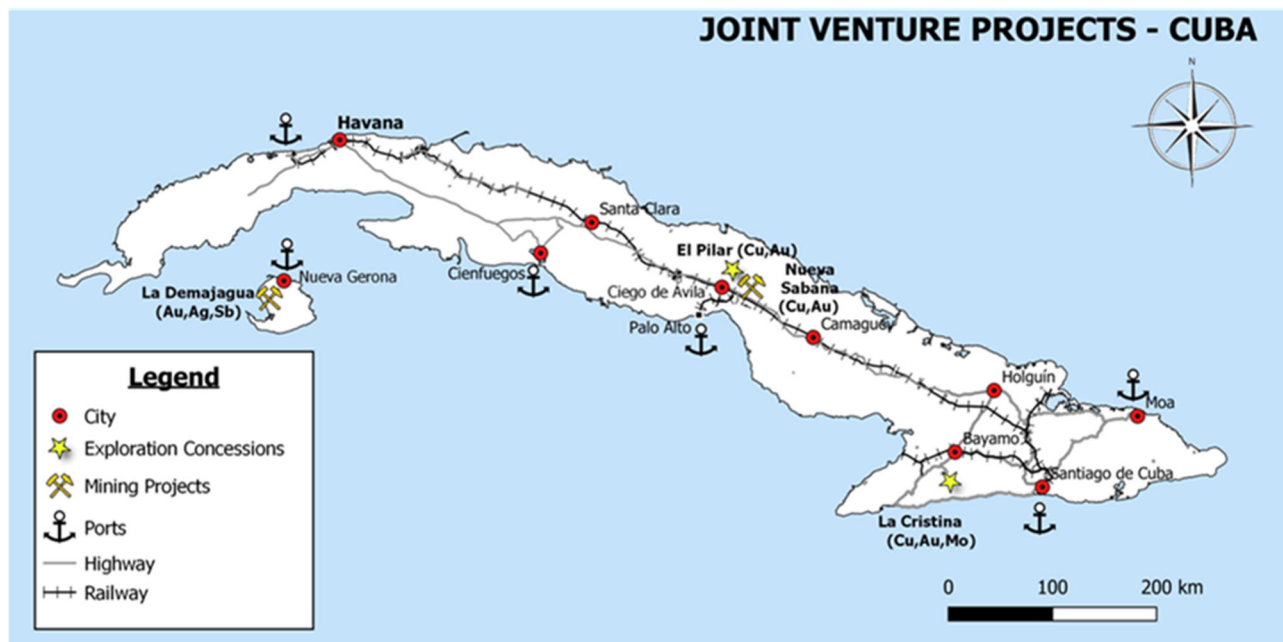 JOINT VENTURE PROJECTS - CUBA
N
Havana
Santa Clara
El Pilar (Cu,Au)
Nueva Gerona
Cienfuegos
Nueva
Sabana
(Cu,Au)
La Demajagua
(Au,Ag,Sb)
Ciego de Ávila
Palo Alto
Camaguey
Holguín
Moa
Bayamo
Santiago de Cuba
La Cristina
(Cu,Au,Mo)
Legend
City
Exploration Concessions
Mining Projects
Ports
Highway
Railway
0 100 200 km